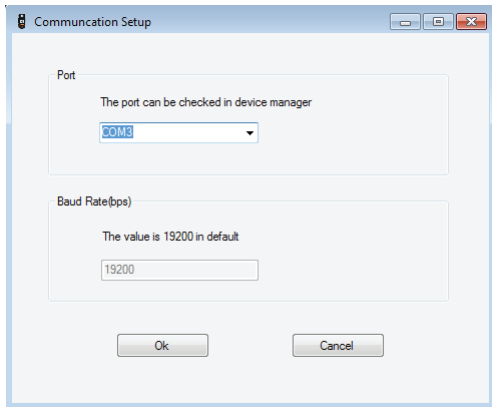 Communcation Setup
Port
The port can be checked in device manager
COM3
Baud Rate(bps)
The value is 19200 in default
19200
Ok
Cancel